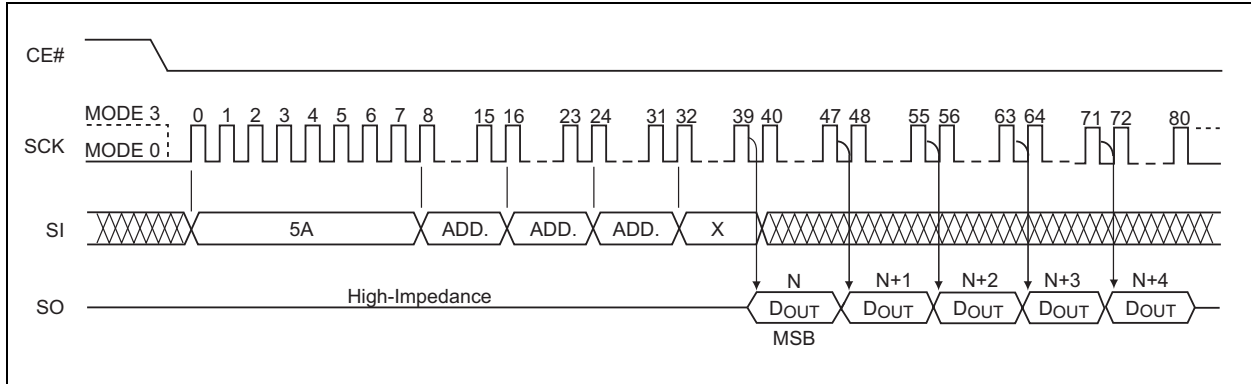 CE#
MODE 3
0 1 2 3 4 5 6 7 8 15 16 23 24 31 32 39 40 47 48 55 56 63 64 71 72 80
SCK
MODE 0
SI 5A ADD. ADD. ADD. X
N N+1 N+2 N+3 N+4
High-Impedance
SO DOUT DOUT DOUT DOUT DOUT
MSB